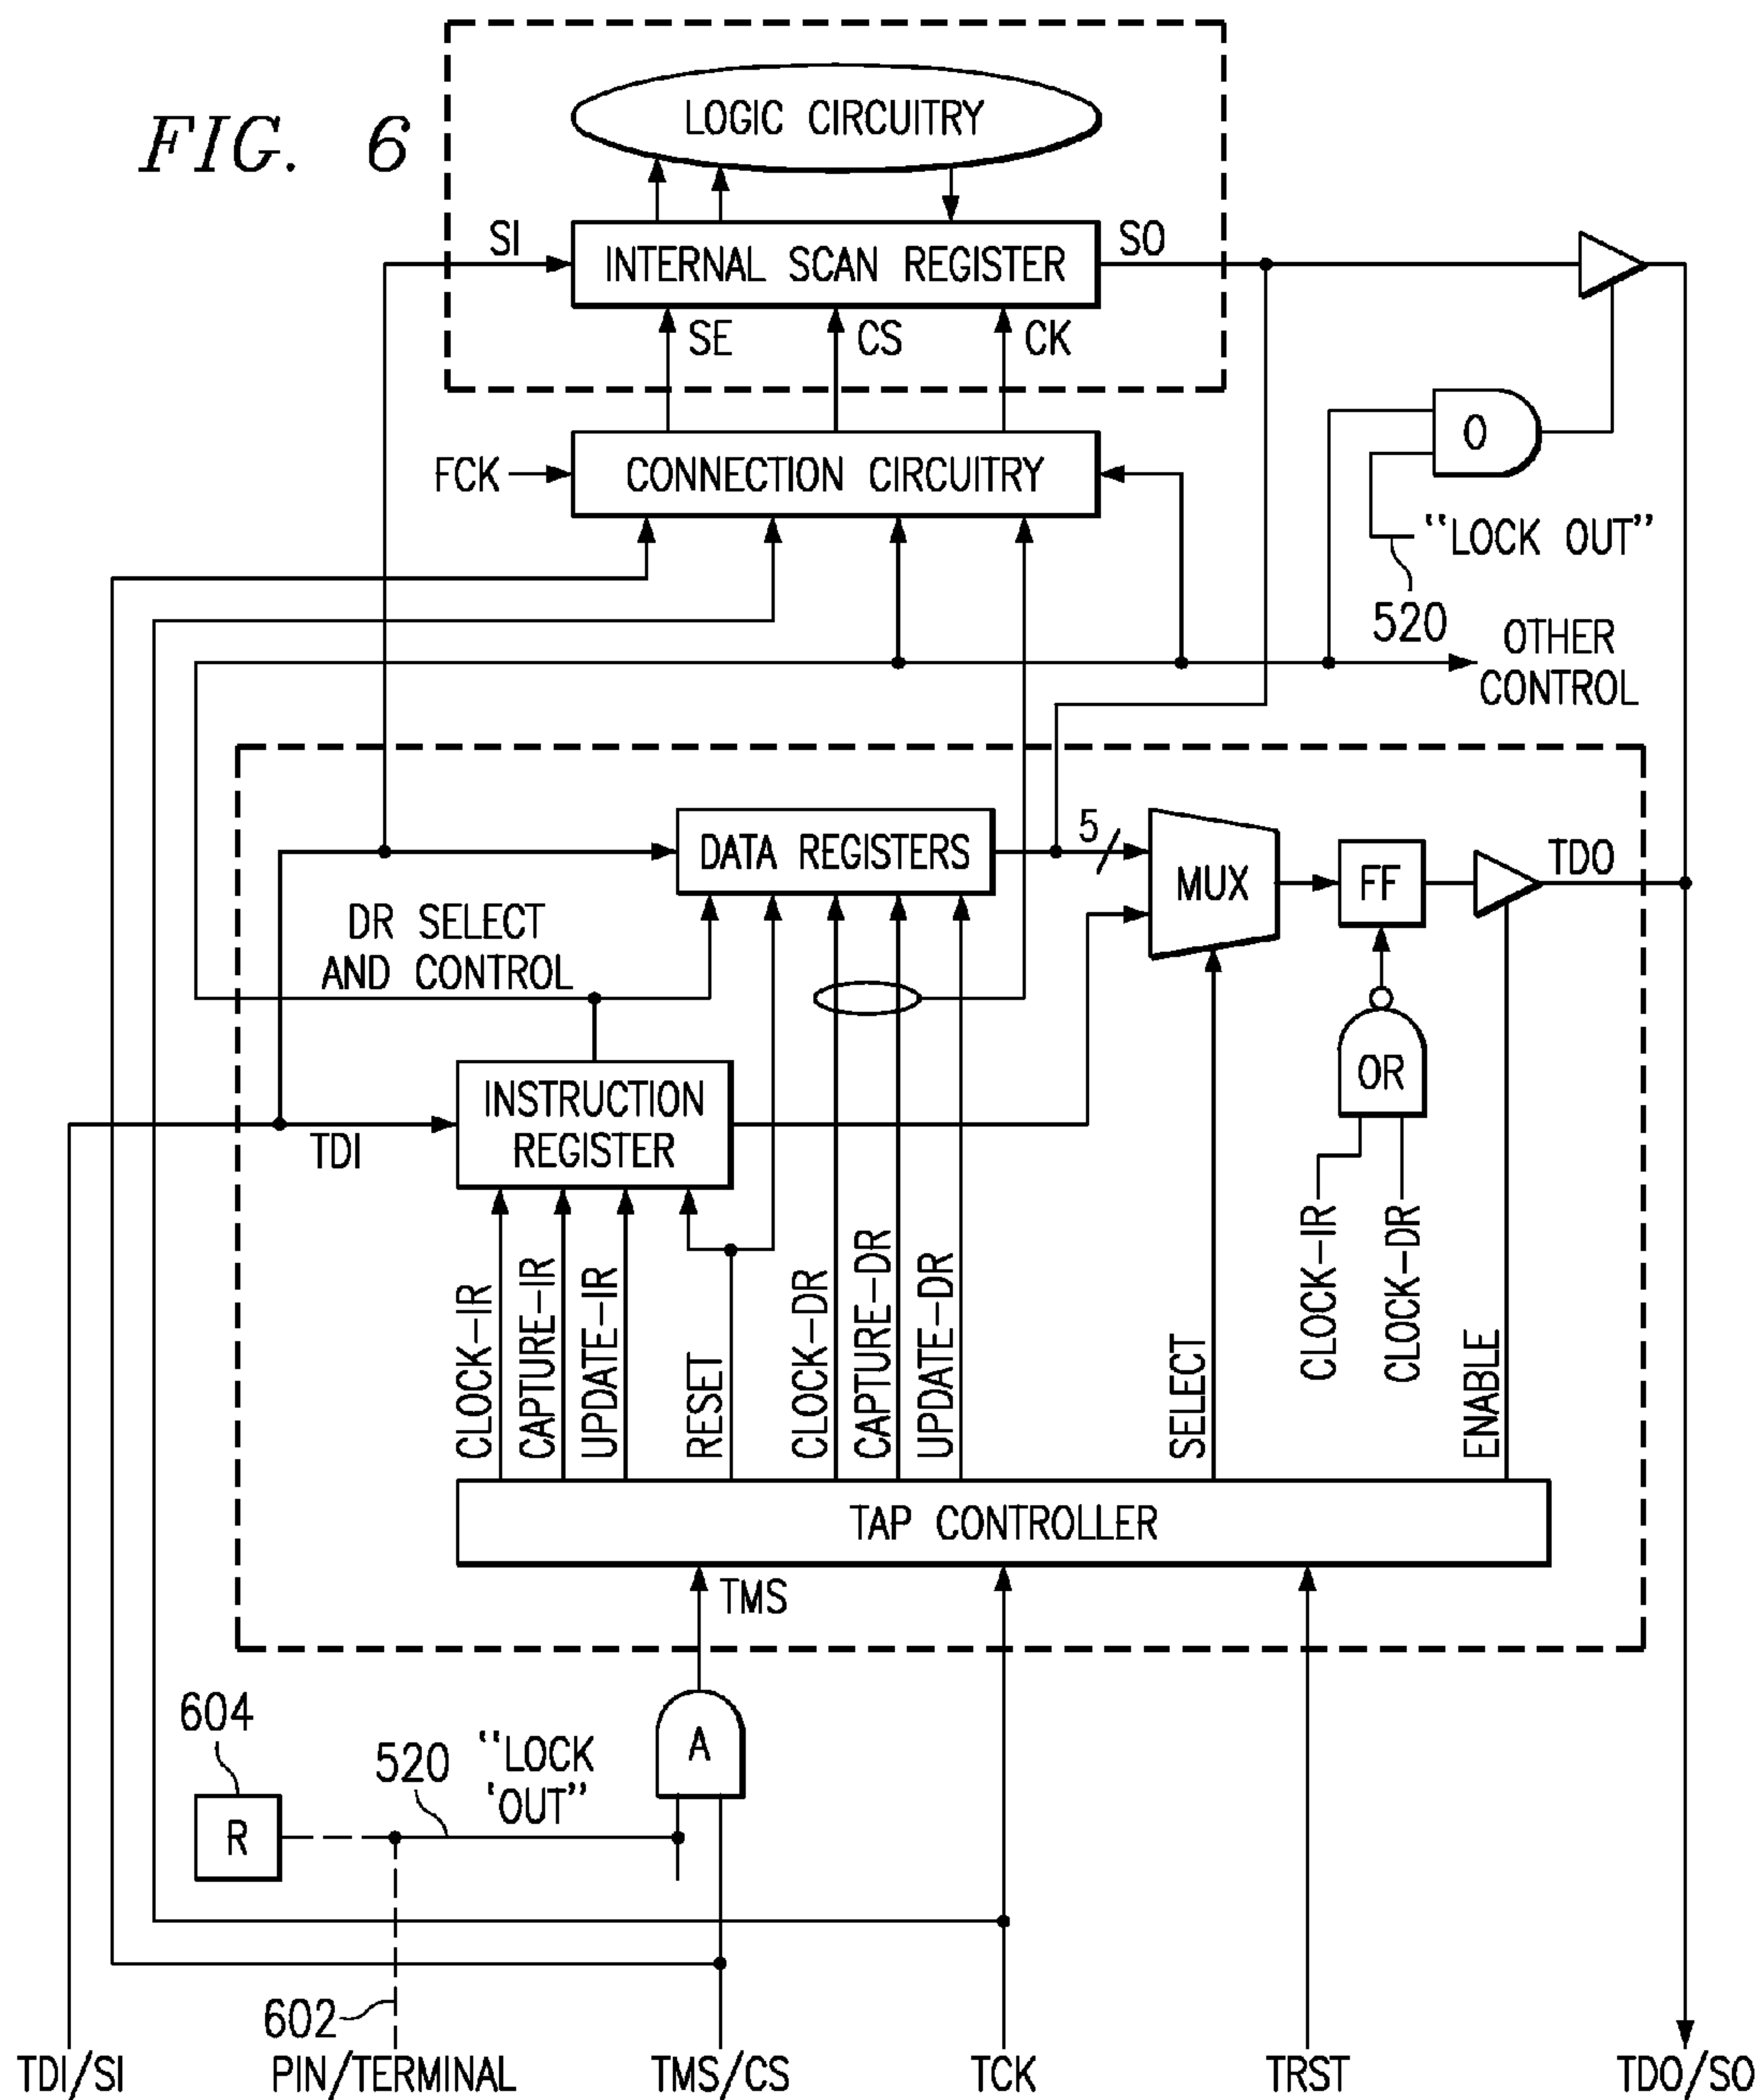 FIG. 6
LOGIC CIRCUITRY
SI
INTERNAL SCAN REGISTER
SO
SE
CS
CK
O
FCK
CONNECTION CIRCUITRY
"LOCK OUT"
520
OTHER
CONTROL
DATA REGISTERS
5
MUX
FF
TDO
DR SELECT
AND CONTROL
OR
INSTRUCTION
REGISTER
TDI
CLOCK-IR
CAPTURE-IR
UPDATE-IR
RESET
CLOCK-DR
CAPTURE-DR
UPDATE-DR
SELECT
CLOCK-IR
CLOCK-DR
ENABLE
TAP CONTROLLER
TMS
604
R
520
"LOCK
'OUT"
A
602
TDI/SI
PIN/TERMINAL
TMS/CS
TCK
TRST
TDO/SO